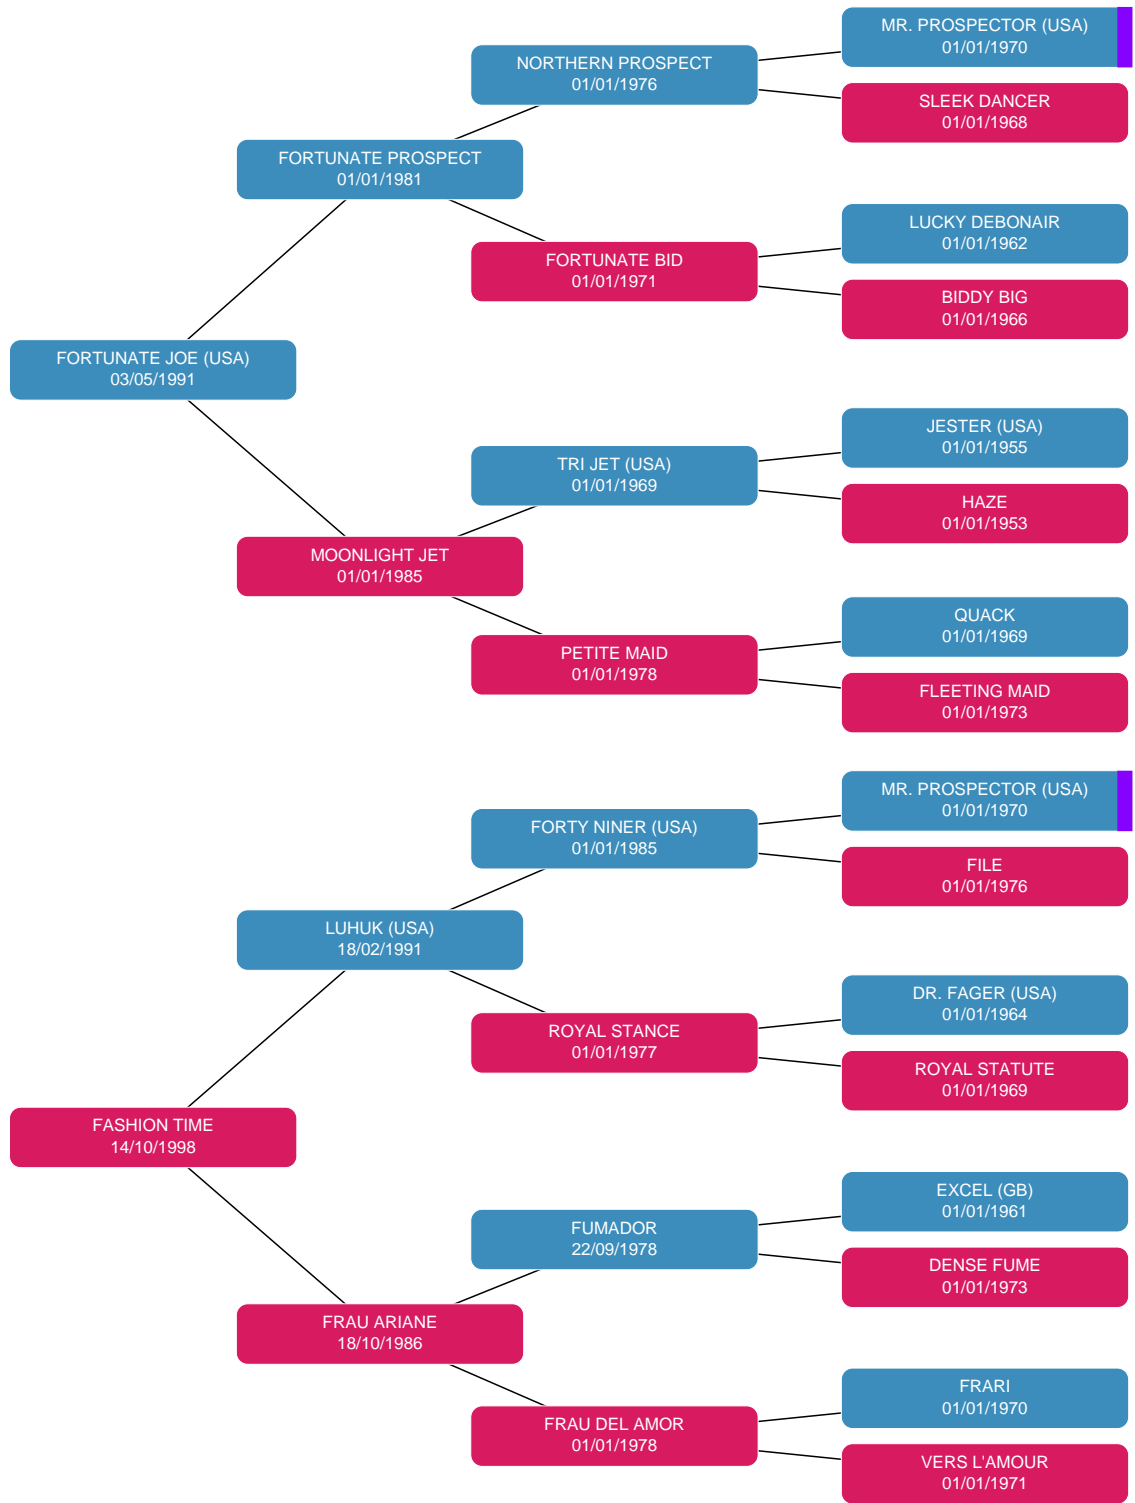 MR. PROSPECTOR (USA)
01/01/1970
NORTHERN PROSPECT
01/01/1976
SLEEK DANCER
01/01/1968
FORTUNATE PROSPECT
01/01/1981
LUCKY DEBONAIR
01/01/1962
FORTUNATE BID
01/01/1971
BIDDY BIG
01/01/1966
FORTUNATE JOE (USA)
03/05/1991
JESTER (USA)
01/01/1955
TRI JET (USA)
01/01/1969
HAZE
01/01/1953
MOONLIGHT JET
01/01/1985
QUACK
01/01/1969
PETITE MAID
01/01/1978
FLEETING MAID
01/01/1973
MR. PROSPECTOR (USA)
01/01/1970
FORTY NINER (USA)
01/01/1985
FILE
01/01/1976
LUHUK (USA)
18/02/1991
DR. FAGER (USA)
01/01/1964
ROYAL STANCE
01/01/1977
ROYAL STATUTE
01/01/1969
FASHION TIME
14/10/1998
EXCEL (GB)
01/01/1961
FUMADOR
22/09/1978
DENSE FUME
01/01/1973
FRAU ARIANE
18/10/1986
FRARI
01/01/1970
FRAU DEL AMOR
01/01/1978
VERS L'AMOUR
01/01/1971